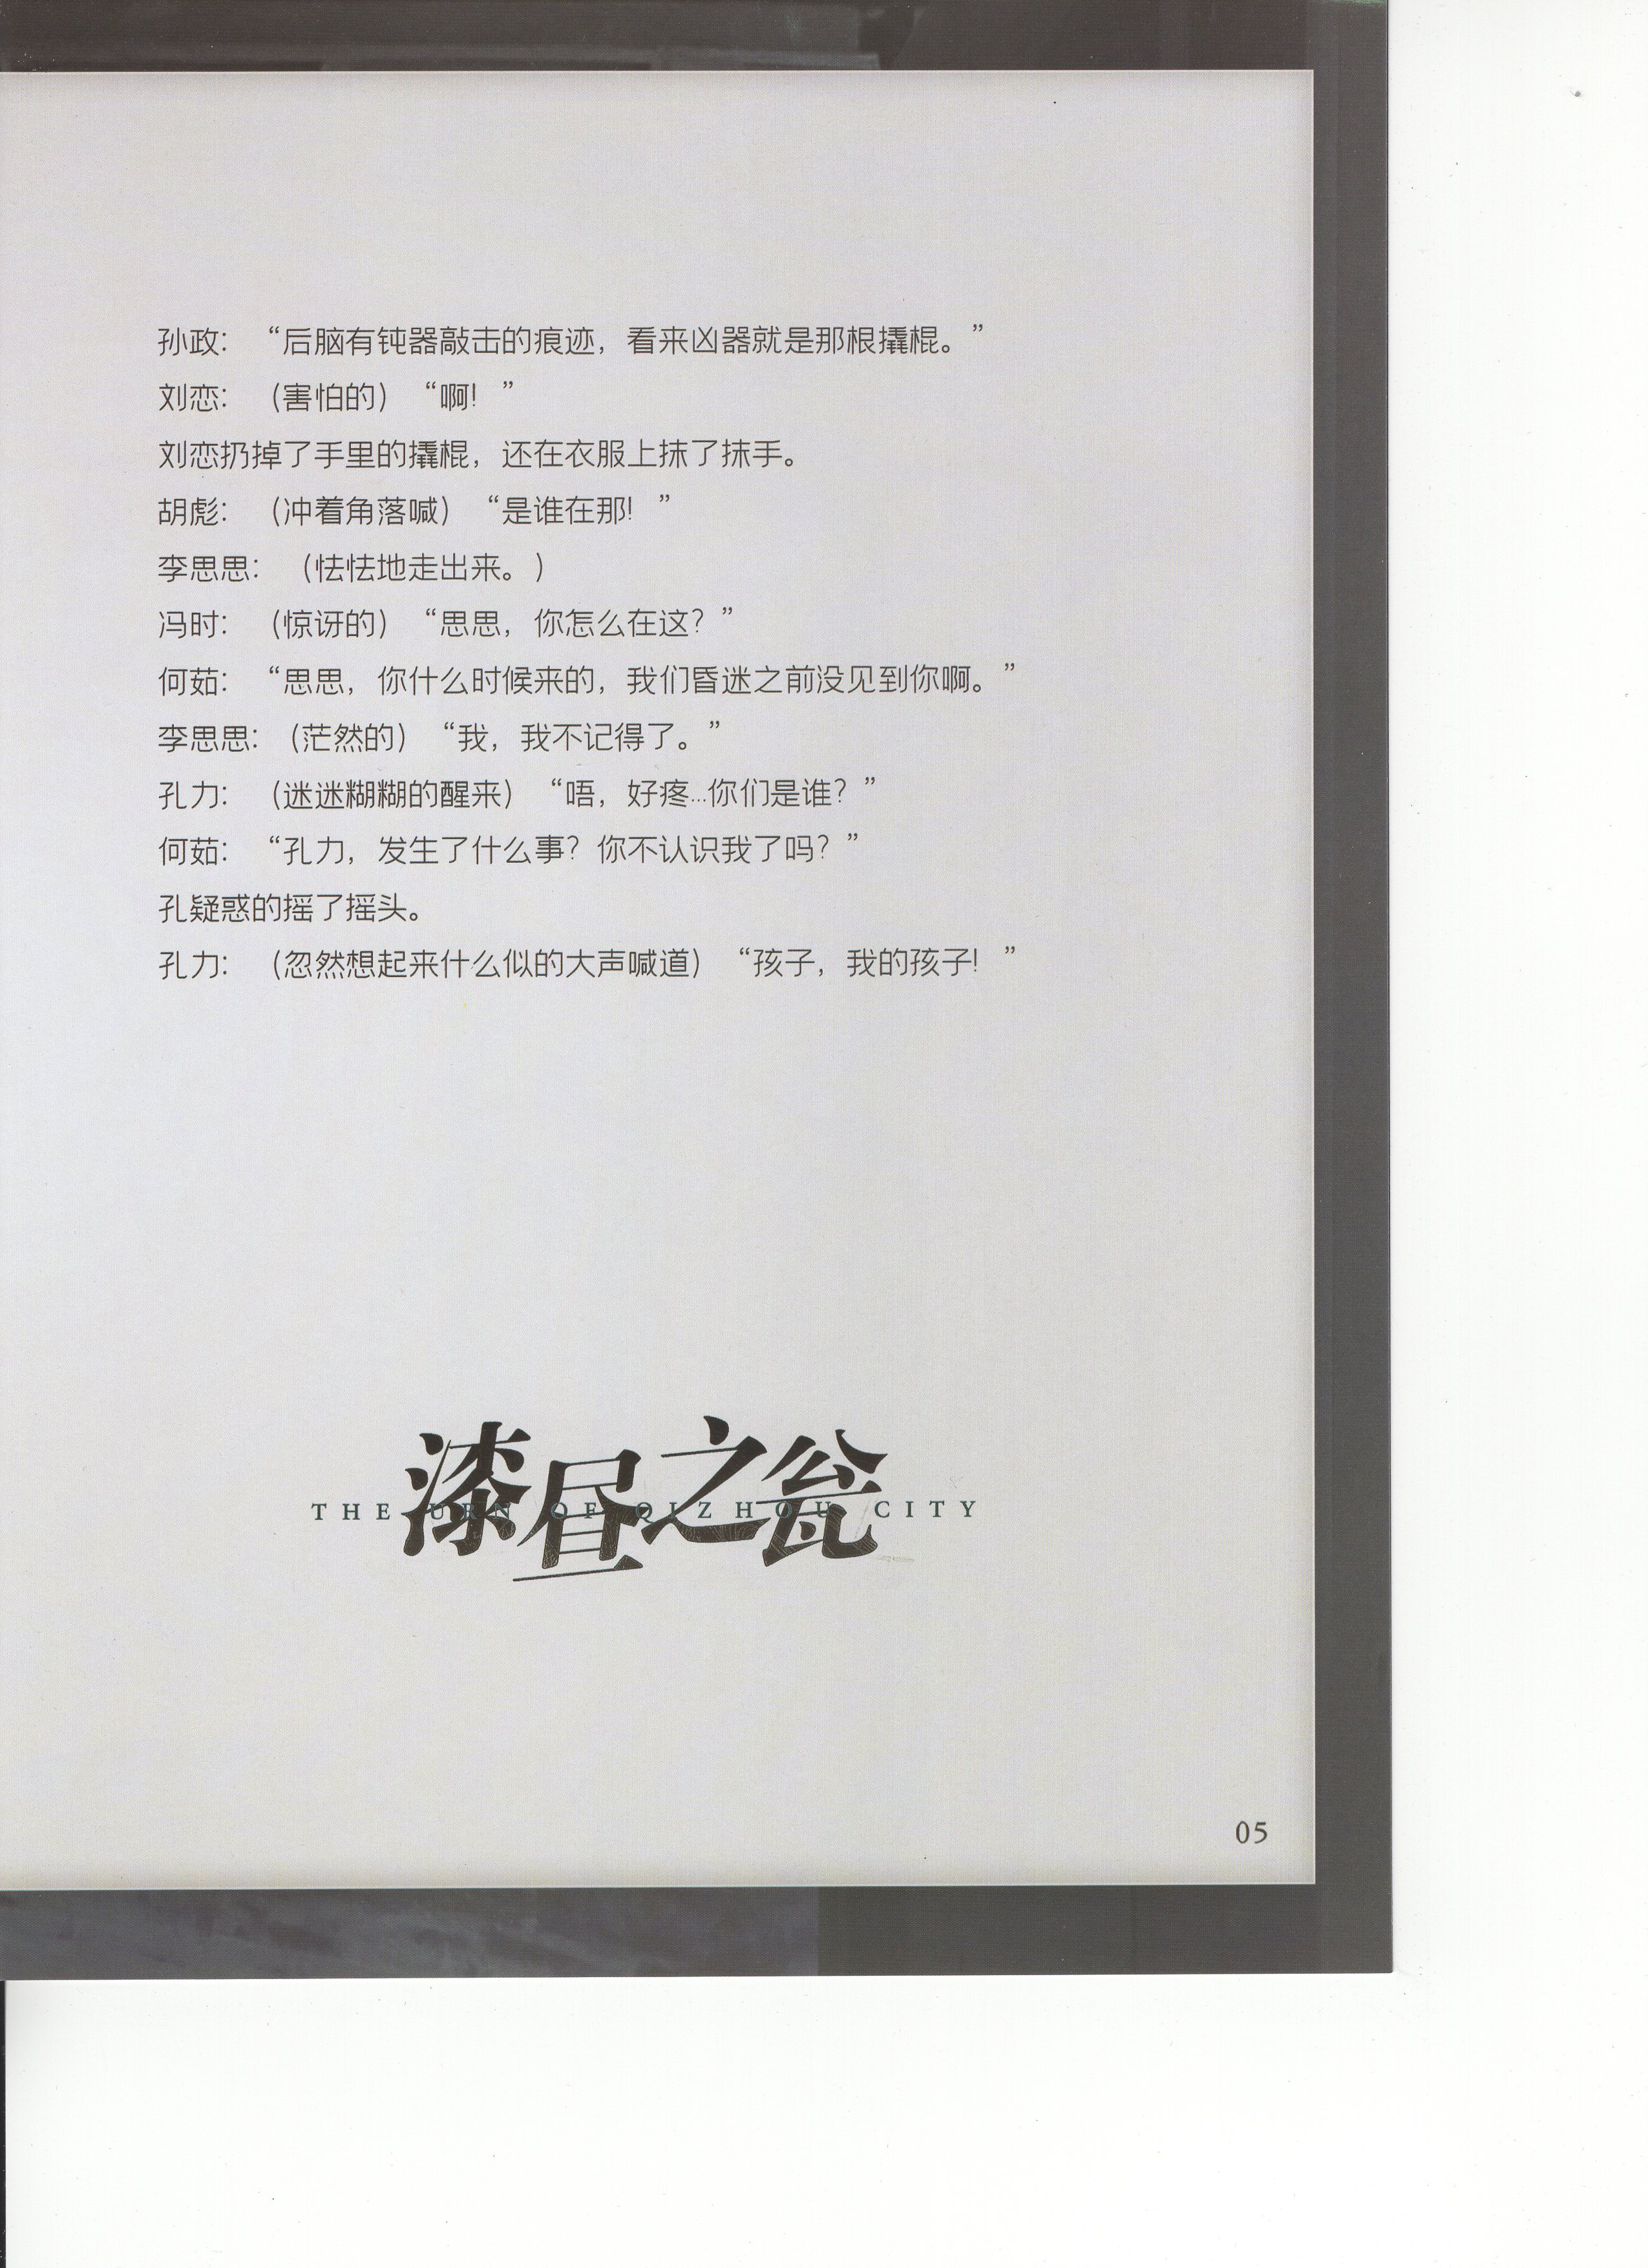 孙政：“后脑有钝器敲击的痕迹，看来凶器就是那根撬棍。”
刘恋：（害怕的）“啊！”
刘恋扔掉了手里的撬棍，还在衣服上抹了抹手。
胡彪：（冲着角落喊）“是谁在那！”
李思思：（怯怯地走出来。）
冯时：（惊讶的）“思思，你怎么在这？”
何茹：“思思，你什么时候来的，我们昏迷之前没见到你啊。”
李思思：（茫然的）“我，我不记得了。”
孔力：（迷迷糊糊的醒来）“唔，好疼…你们是谁？”
何茹：“孔力，发生了什么事？你不认识我了吗？”
孔疑惑的摇了摇头。
孔力：（忽然想起来什么似的大声喊道）“孩子，我的孩子！”
漆昼之瓮
THE URN OF QIZHOU CITY
05